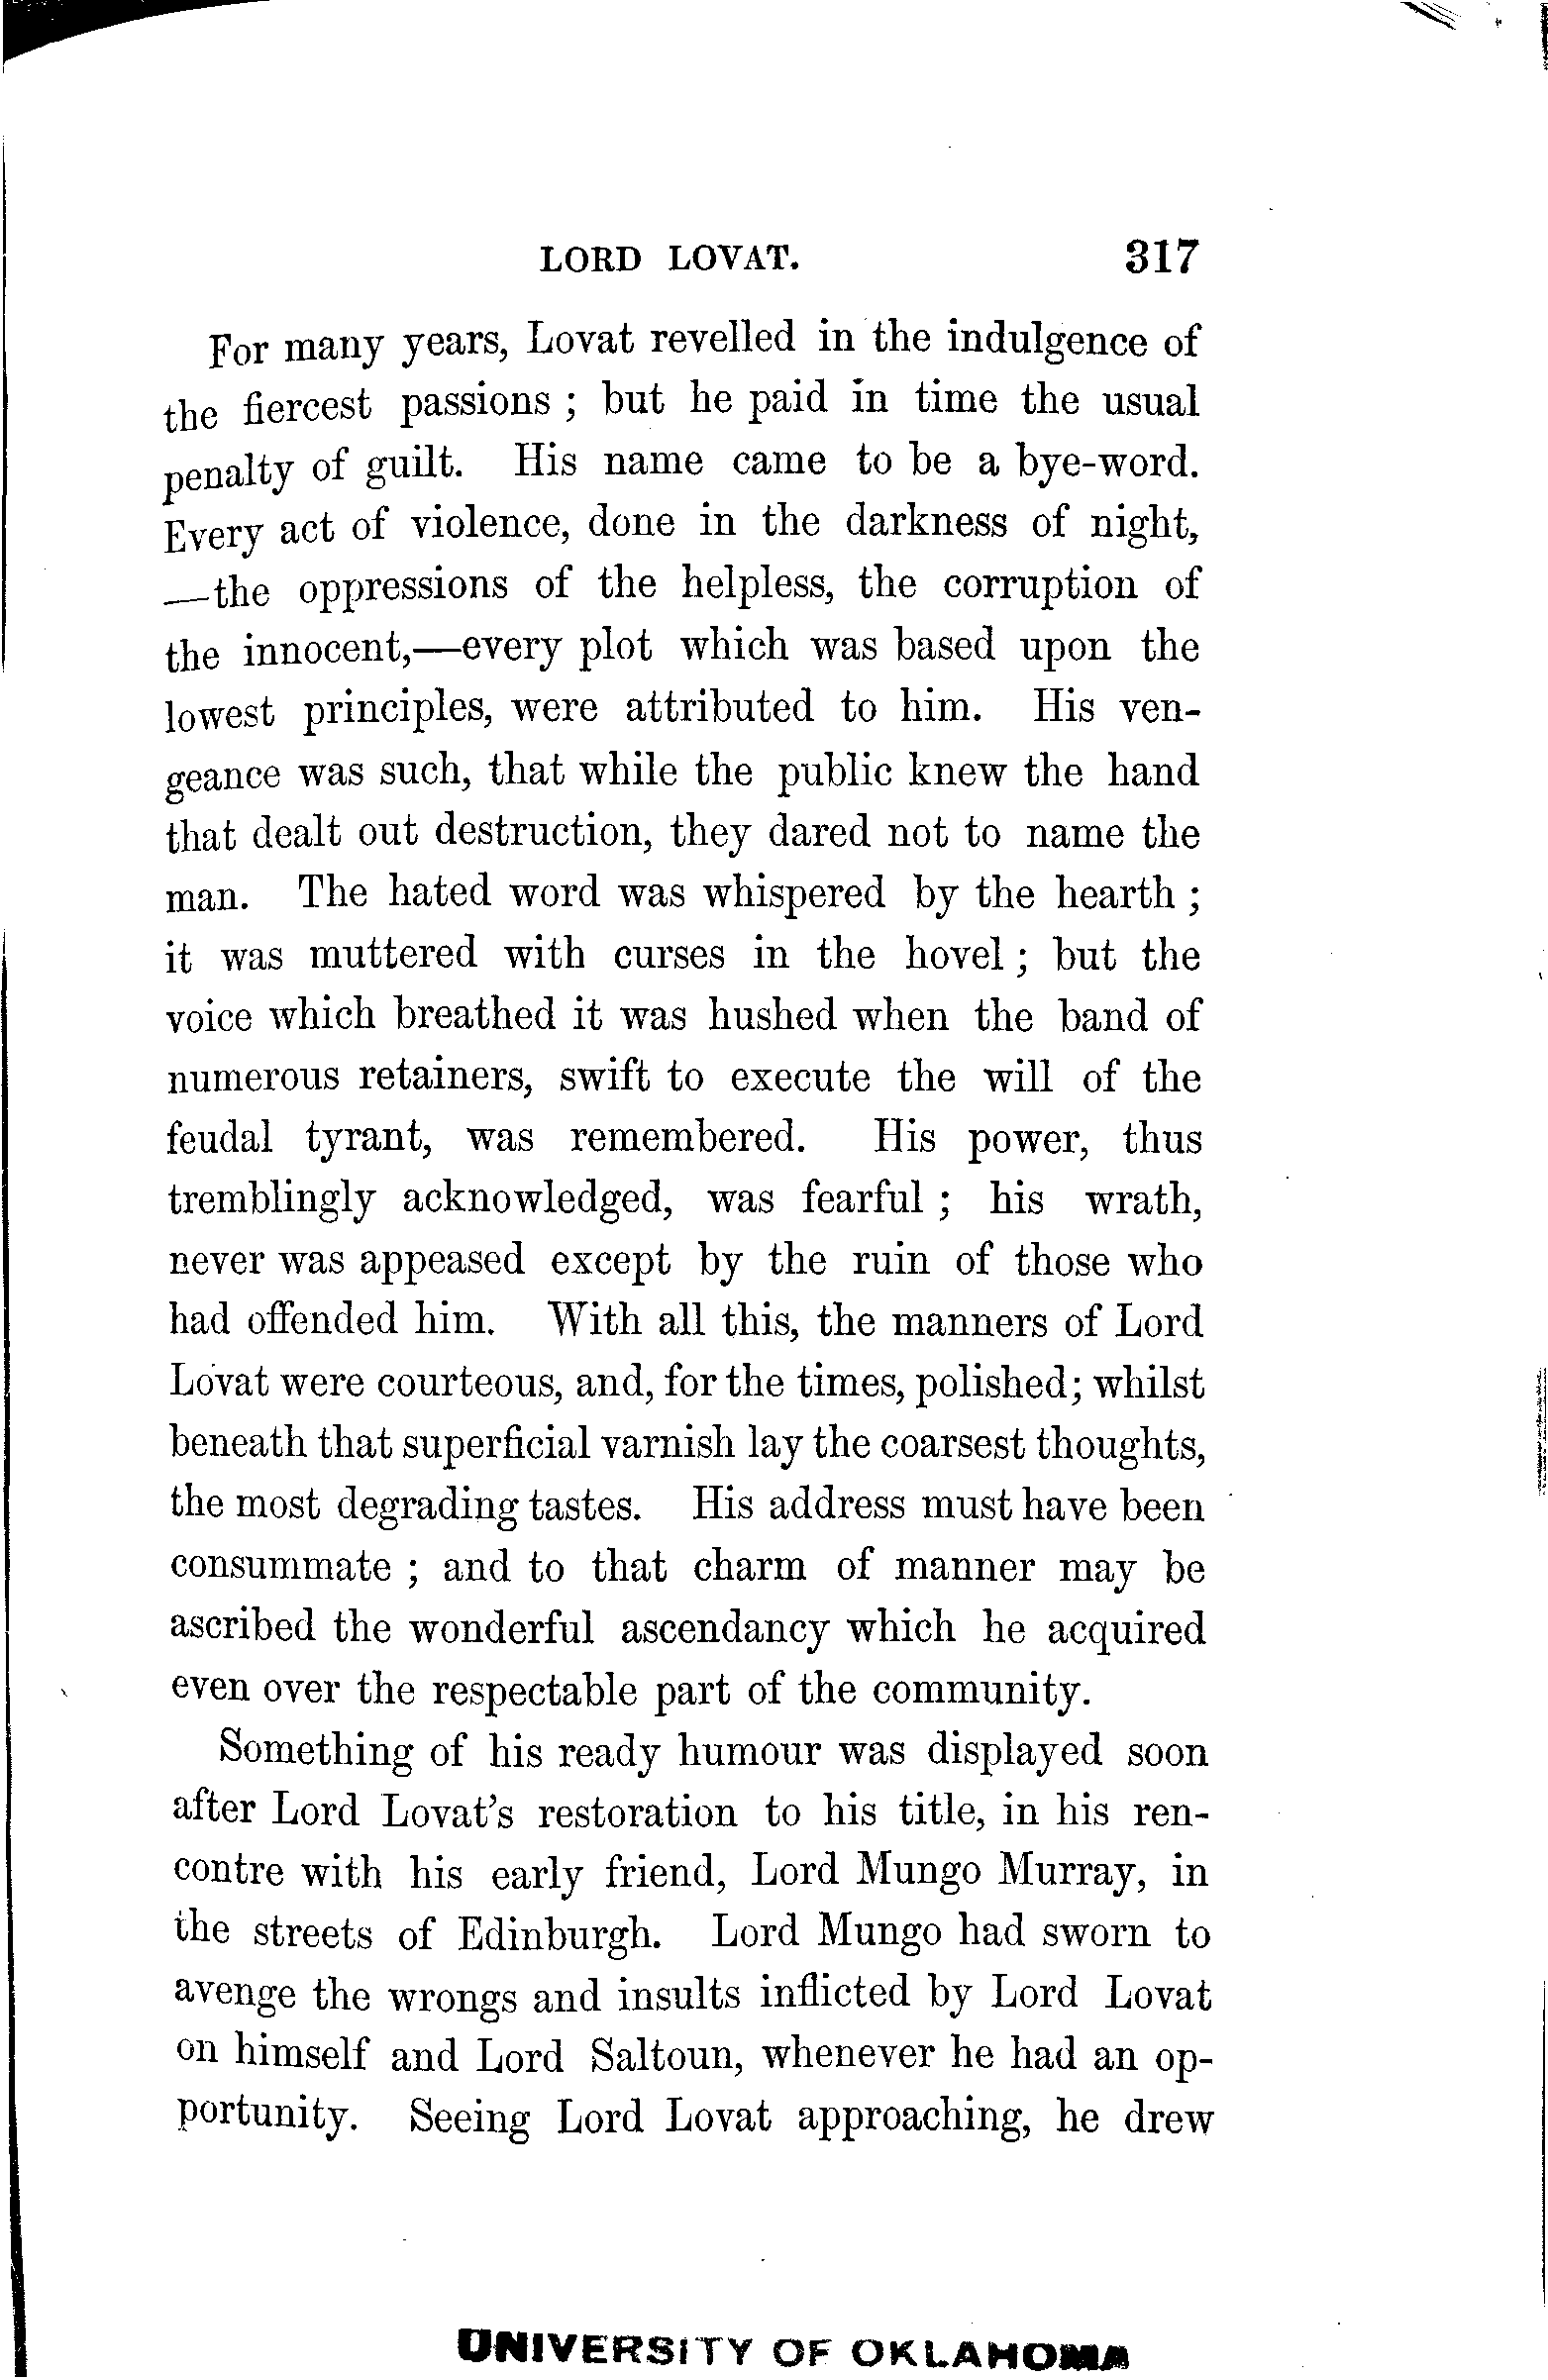 LORD LOVAT. 317
For many years, Lovat revelled in the indulgence of
the fiercest passions ; but he paid in time the usual
penalty of guilt. His name came to be a bye-word.
Every act of violence, done in the darkness of night,
—the oppressions of the helpless, the corruption of
the innocent,—every plot which was based upon the
lowest principles, were attributed to him. His ven-
geance was such, that while the public knew the hand
that dealt out destruction, they dared not to name the
man. The hated word was whispered by the hearth ;
it was muttered with curses in the hovel ; but the
voice which breathed it was hushed when the band of
numerous retainers, swift to execute the will of the
feudal tyrant, was remembered. His power, thus
tremblingly acknowledged, was fearful ; his wrath,
never was appeased except by the ruin of those who
had offended him. With all this, the manners of Lord
Lovat were courteous, and, for the times, polished; whilst
beneath that superficial varnish lay the coarsest thoughts,
the most degrading tastes. His address must have been
consummate ; and to that charm of manner may be
ascribed the wonderful ascendancy which he acquired
even over the respectable part of the community.
Something of his ready humour was displayed soon
after Lord Lovat's restoration to his title, in his ren-
contre with his early friend, Lord Mungo Murray, in
the streets of Edinburgh. Lord Mungo had sworn to
avenge the wrongs and insults inflicted by Lord Lovat
on himself and Lord Saltoun, whenever he had an op-
portunity. Seeing Lord Lovat approaching, he drew
UNIVERSITY OF OKLAHOMA